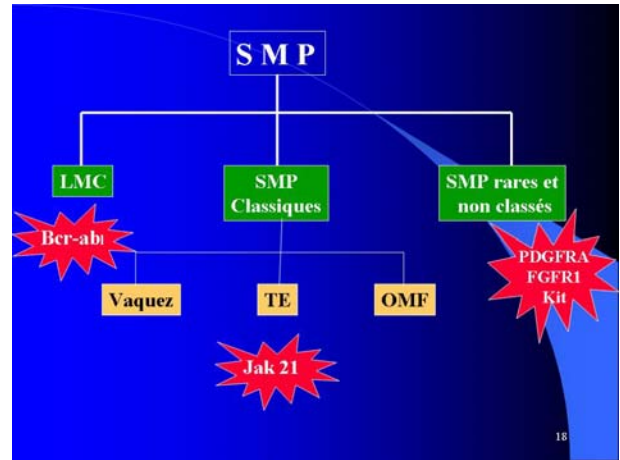 S M P
LMC
SMP
Classiques
SMP rares et
non classés
Bcr-abl
PDGFRA
FGFR1
Kit
Vaquez
TE
OMF
Jak 21
18